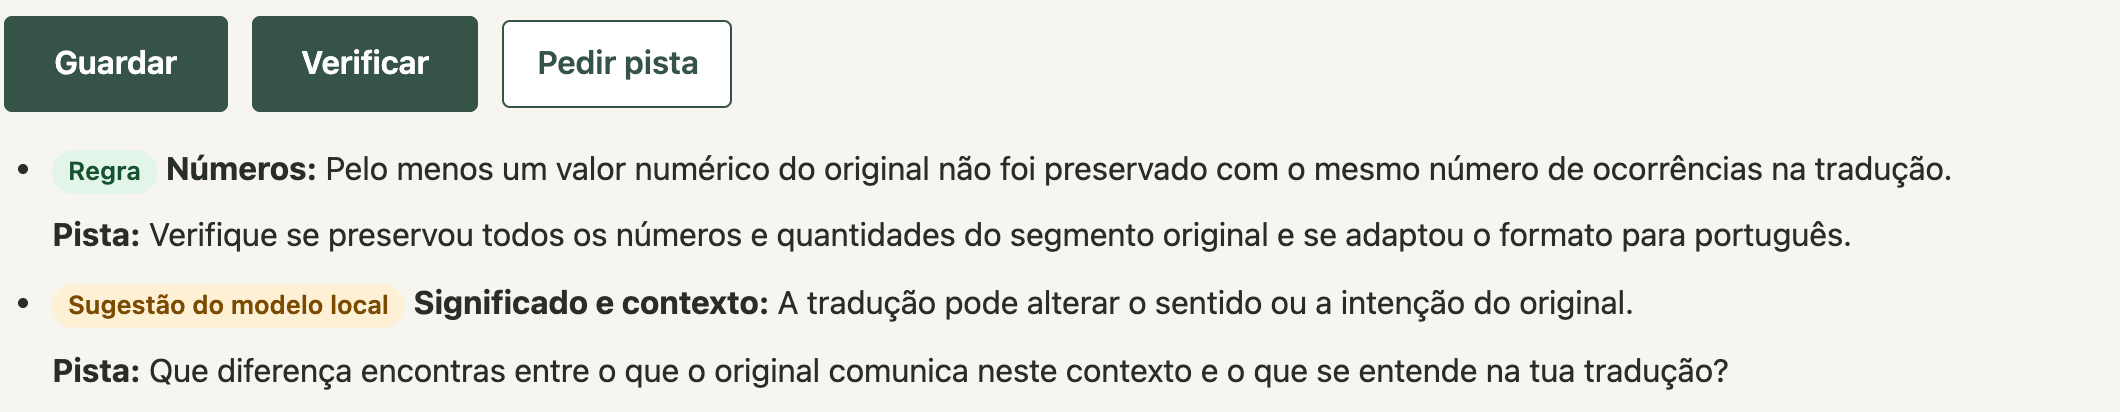 Guardar
Verificar
Pedir pista
• Regra Números: Pelo menos um valor numérico do original não foi preservado com o mesmo número de ocorrências na tradução.
Pista: Verifique se preservou todos os números e quantidades do segmento original e se adaptou o formato para português.
• Sugestão do modelo local Significado e contexto: A tradução pode alterar o sentido ou a intenção do original.
Pista: Que diferença encontras entre o que o original comunica neste contexto e o que se entende na tua tradução?